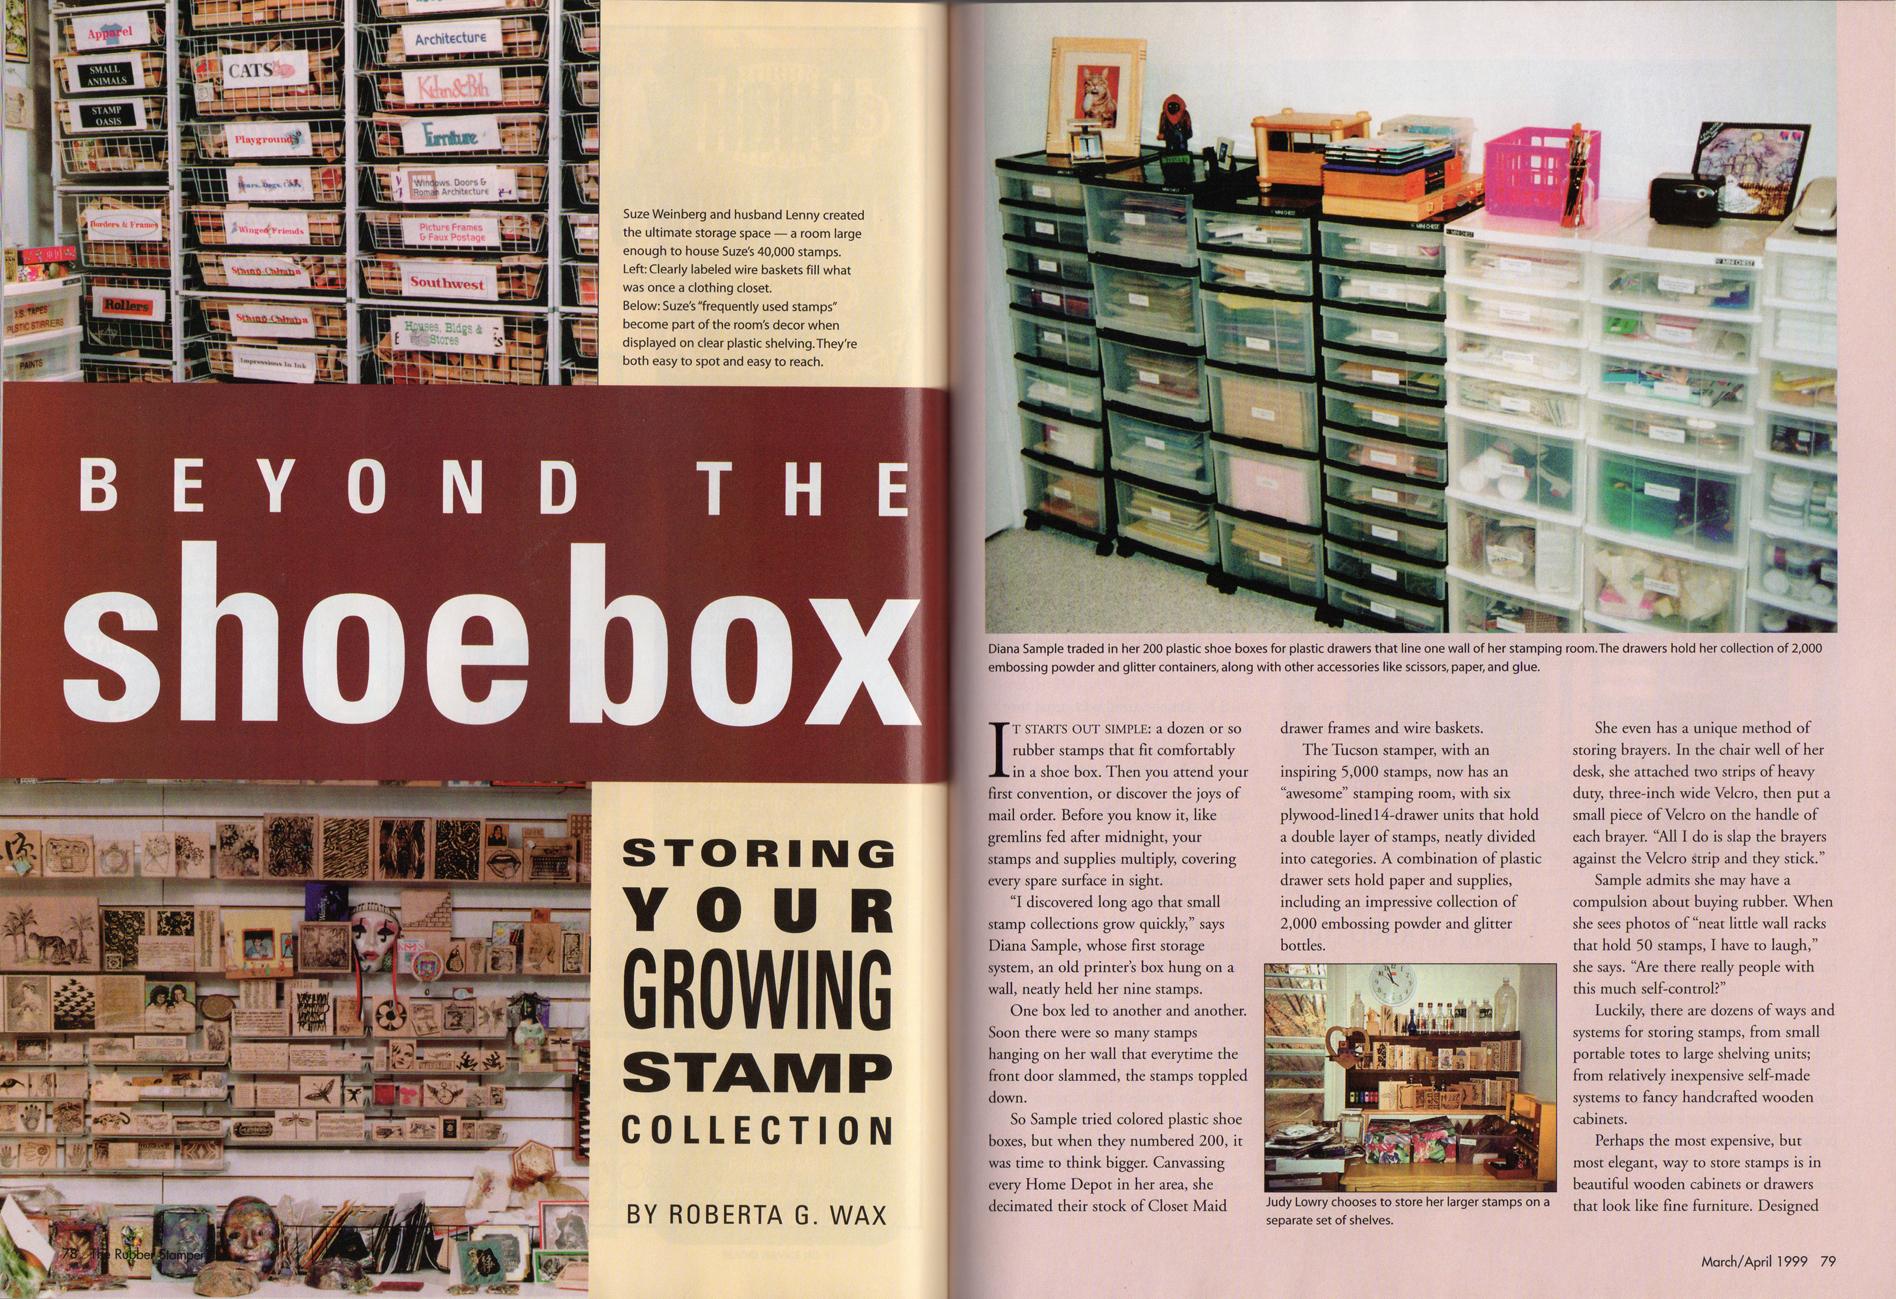 Apparel
SMALL
ANIMALS
STAMP
OASIS
Borders & Frames
Rollers
PAINTS
CATS
Playground
Winged Friends
Impressions In Ink
Architecture
Kitchn&Bth
Furniture
Windows, Doors &
Roman Architecture
Picture Frames
& Faux Postage
Southwest
Houses, Bldgs &
Stores
Suze Weinberg and husband Lenny created
the ultimate storage space — a room large
enough to house Suze's 40,000 stamps.
Left: Clearly labeled wire baskets fill what
was once a clothing closet.
Below: Suze's "frequently used stamps"
become part of the room's decor when
displayed on clear plastic shelving. They're
both easy to spot and easy to reach.
BEYOND THE
shoebox
STORING
YOUR
GROWING
STAMP
COLLECTION
BY ROBERTA G. WAX
78 The Rubber Stamper
MINI CHEST
MINI CHEST
MINI CHEST
MINI CHEST
Diana Sample traded in her 200 plastic shoe boxes for plastic drawers that line one wall of her stamping room. The drawers hold her collection of 2,000
embossing powder and glitter containers, along with other accessories like scissors, paper, and glue.
IT STARTS OUT SIMPLE: a dozen or so
rubber stamps that fit comfortably
in a shoe box. Then you attend your
first convention, or discover the joys of
mail order. Before you know it, like
gremlins fed after midnight, your
stamps and supplies multiply, covering
every spare surface in sight.
"I discovered long ago that small
stamp collections grow quickly," says
Diana Sample, whose first storage
system, an old printer's box hung on a
wall, neatly held her nine stamps.
One box led to another and another.
Soon there were so many stamps
hanging on her wall that everytime the
front door slammed, the stamps toppled
down.
So Sample tried colored plastic shoe
boxes, but when they numbered 200, it
was time to think bigger. Canvassing
every Home Depot in her area, she
decimated their stock of Closet Maid
drawer frames and wire baskets.
The Tucson stamper, with an
inspiring 5,000 stamps, now has an
"awesome" stamping room, with six
plywood-lined14-drawer units that hold
a double layer of stamps, neatly divided
into categories. A combination of plastic
drawer sets hold paper and supplies,
including an impressive collection of
2,000 embossing powder and glitter
bottles.
Judy Lowry chooses to store her larger stamps on a
separate set of shelves.
She even has a unique method of
storing brayers. In the chair well of her
desk, she attached two strips of heavy
duty, three-inch wide Velcro, then put a
small piece of Velcro on the handle of
each brayer. "All I do is slap the brayers
against the Velcro strip and they stick."
Sample admits she may have a
compulsion about buying rubber. When
she sees photos of "neat little wall racks
that hold 50 stamps, I have to laugh,"
she says. "Are there really people with
this much self-control?"
Luckily, there are dozens of ways and
systems for storing stamps, from small
portable totes to large shelving units;
from relatively inexpensive self-made
systems to fancy handcrafted wooden
cabinets.
Perhaps the most expensive, but
most elegant, way to store stamps is in
beautiful wooden cabinets or drawers
that look like fine furniture. Designed
March/April 1999 79